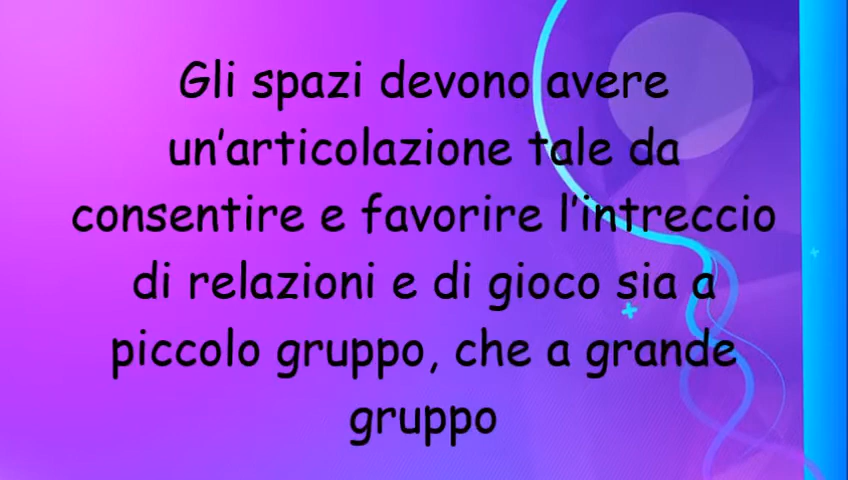 Gli spazi devono avere
un'articolazione tale da
consentire e favorire l'intreccio
di relazioni e di gioco sia a
piccolo gruppo, che a grande
gruppo